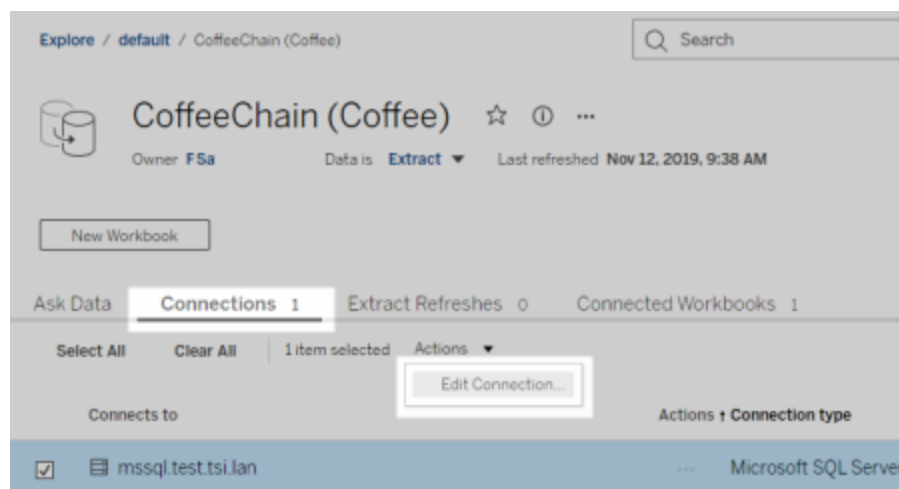 Explore / default / CoffeeChain (Coffee)
Search
CoffeeChain (Coffee)
Owner FSa Data is Extract Last refreshed Nov 12, 2019, 9:38 AM
New Workbook
Ask Data Connections 1 Extract Refreshes 0 Connected Workbooks 1
Select All Clear All 1 item selected Actions
Edit Connection...
Connects to Actions ↑ Connection type
mssql.test.tsi.lan ... Microsoft SQL Server